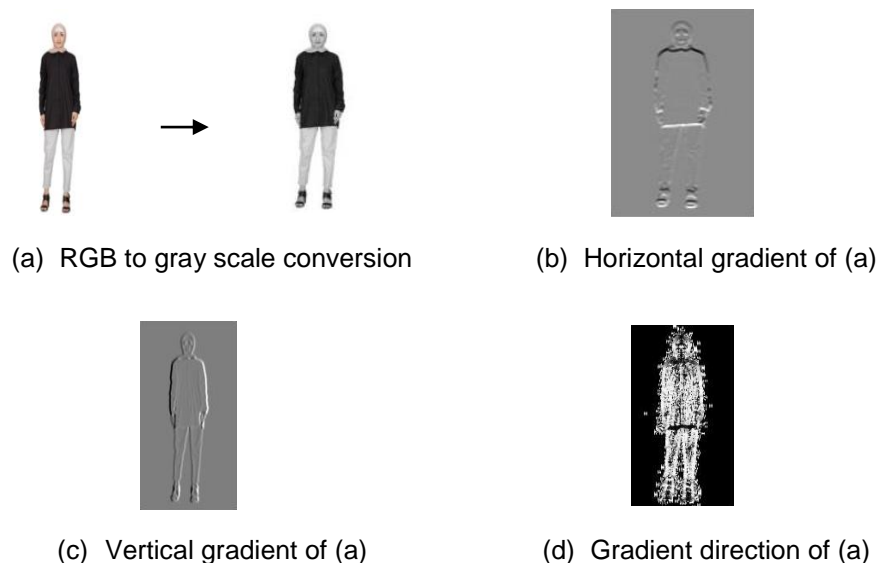 (a) RGB to gray scale conversion
(b) Horizontal gradient of (a)
(c) Vertical gradient of (a)
(d) Gradient direction of (a)